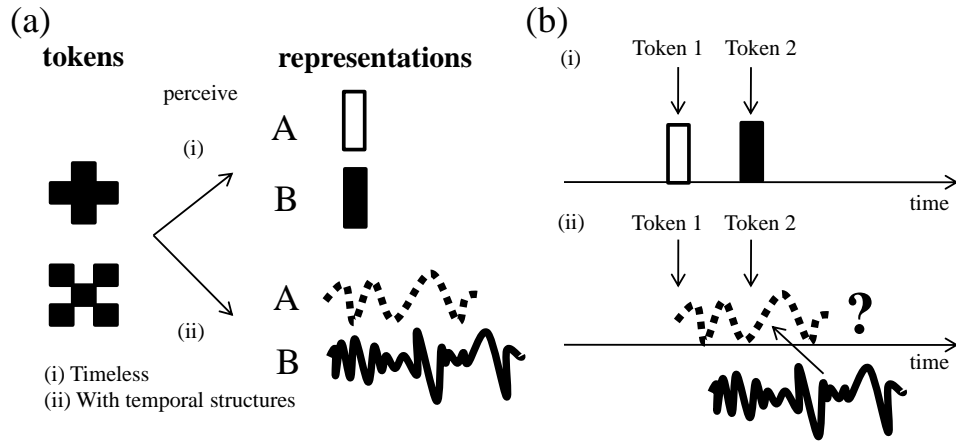 (a)
tokens
representations
perceive
(i)
(ii)
A
B
A
B
(i) Timeless
(ii) With temporal structures
(b)
(i)
Token 1
Token 2
time
(ii)
Token 1
Token 2
?
time